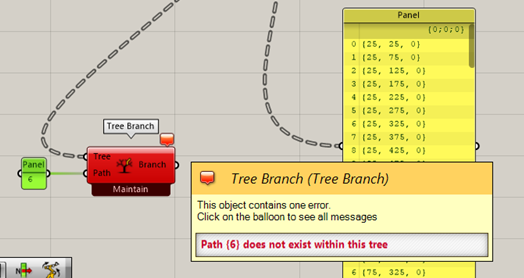 Panel
{0;0;0}
0 {25, 25, 0}
1 {25, 75, 0}
2 {25, 125, 0}
3 {25, 175, 0}
4 {25, 225, 0}
5 {25, 275, 0}
6 {25, 325, 0}
7 {25, 375, 0}
8 {25, 425, 0}
Tree Branch
Tree
Branch
Path
Maintain
Panel
6
Tree Branch (Tree Branch)
This object contains one error.
Click on the balloon to see all messages
Path {6} does not exist within this tree
6 {75, 325, 0}
N